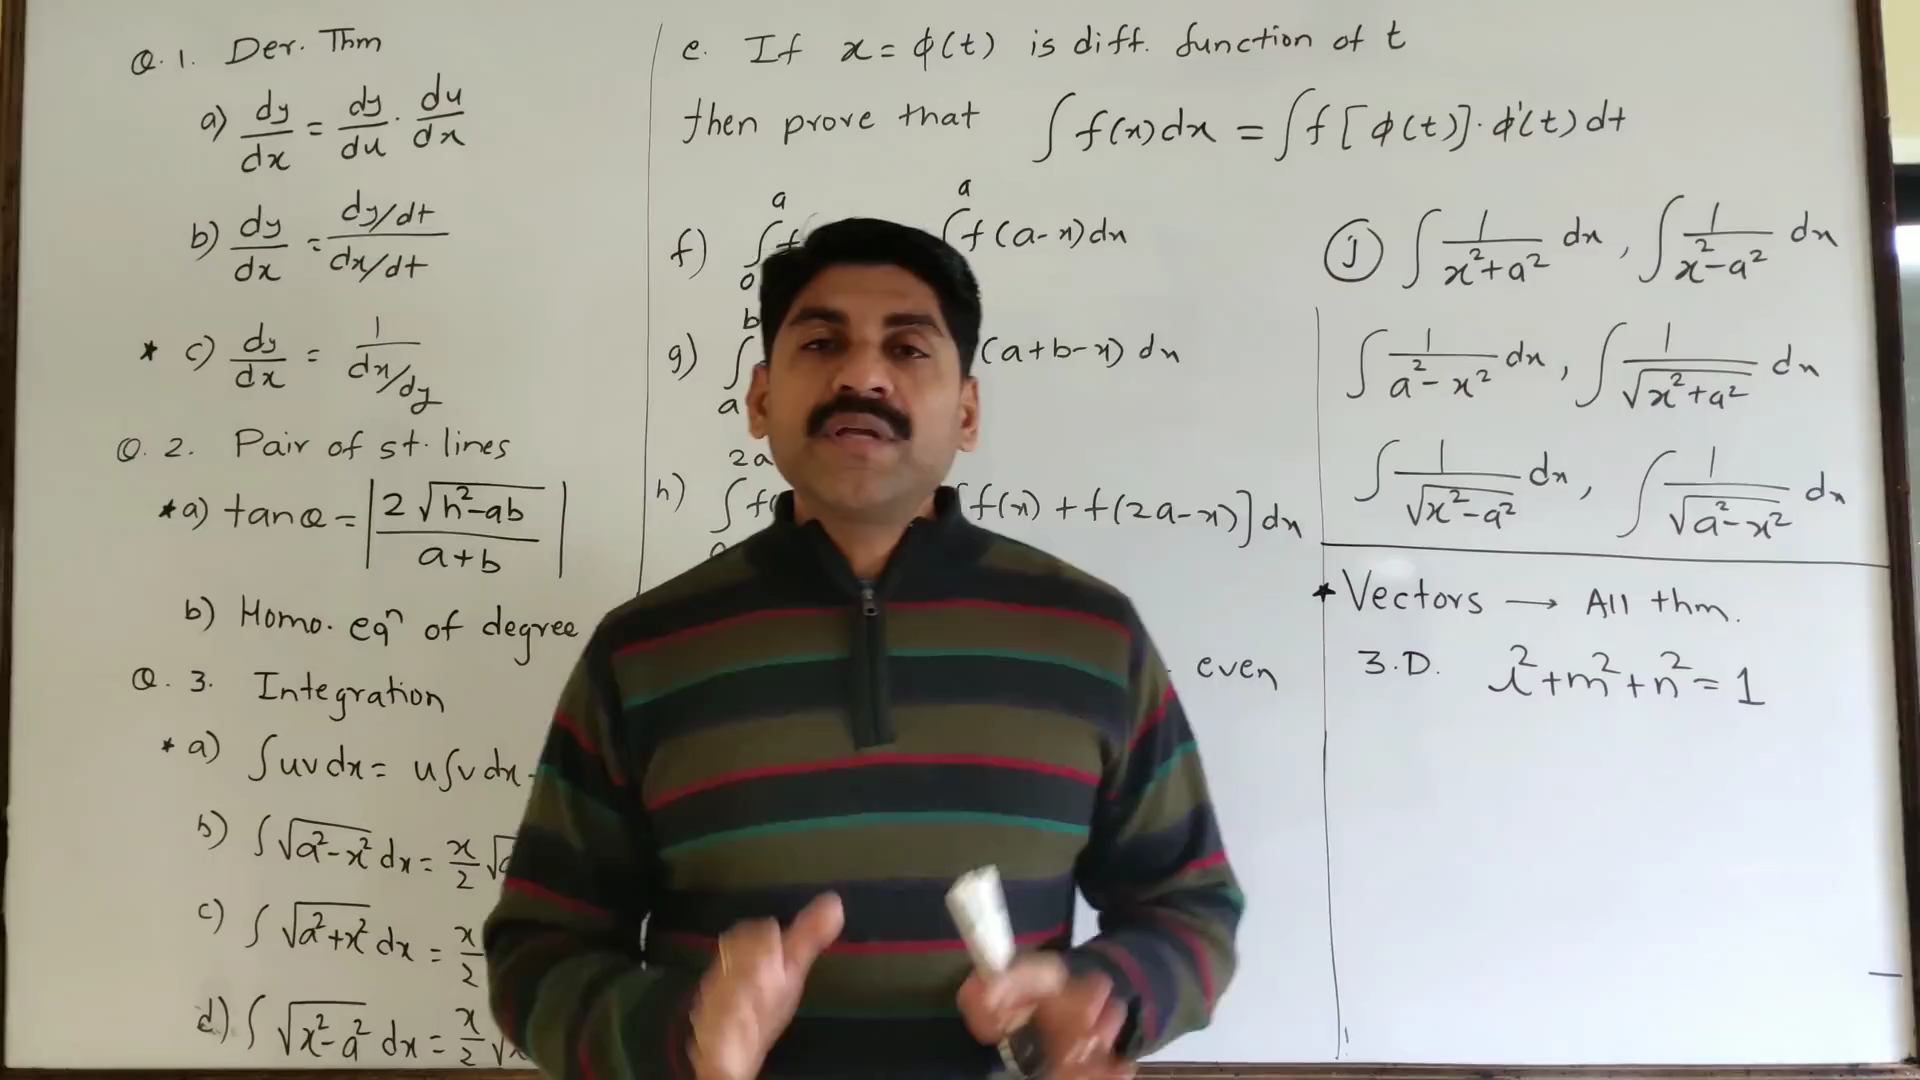 Q. 1. Der. Thm
a) dy/dx = dy/du · du/dx
b) dy/dx = (dy/dt)/(dx/dt)
* c) dy/dx = 1/(dx/dy)
Q. 2. Pair of st. lines
* a) tanθ = |2√(h²-ab)/(a+b)|
b) Homo. eqⁿ of degree
Q. 3. Integration
* a) ∫uv dx = u∫v dx -
b) ∫√(a²-x²) dx = x/2 √
c) ∫√(a²+x²) dx = x/2
d) ∫√(x²-a²) dx = x/2 √
e. If x = φ(t) is diff. function of t
then prove that ∫f(x)dx = ∫f[φ(t)]·φ'(t)dt
f) ∫₀ᵃ f ∫ᵃ f(a-x)dx
g) ∫ₐᵇ (a+b-x) dx
h) ∫²ᵃ f( f(x) + f(2a-x)]dx
even
(j) ∫1/(x²+a²) dx, ∫1/(x²-a²) dx
∫1/(a²-x²) dx, ∫1/√(x²+a²) dx
∫1/√(x²-a²) dx, ∫1/√(a²-x²) dx
* Vectors → All thm.
3.D. l²+m²+n²=1